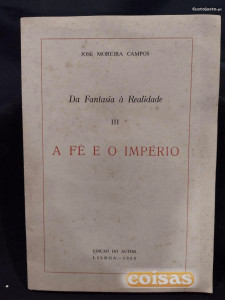 JOSÉ MOREIRA CAMPOS
Da Fantasia à Realidade
III
A FÉ E O IMPÉRIO
EDIÇÃO DO AUTOR
LISBOA
coisas